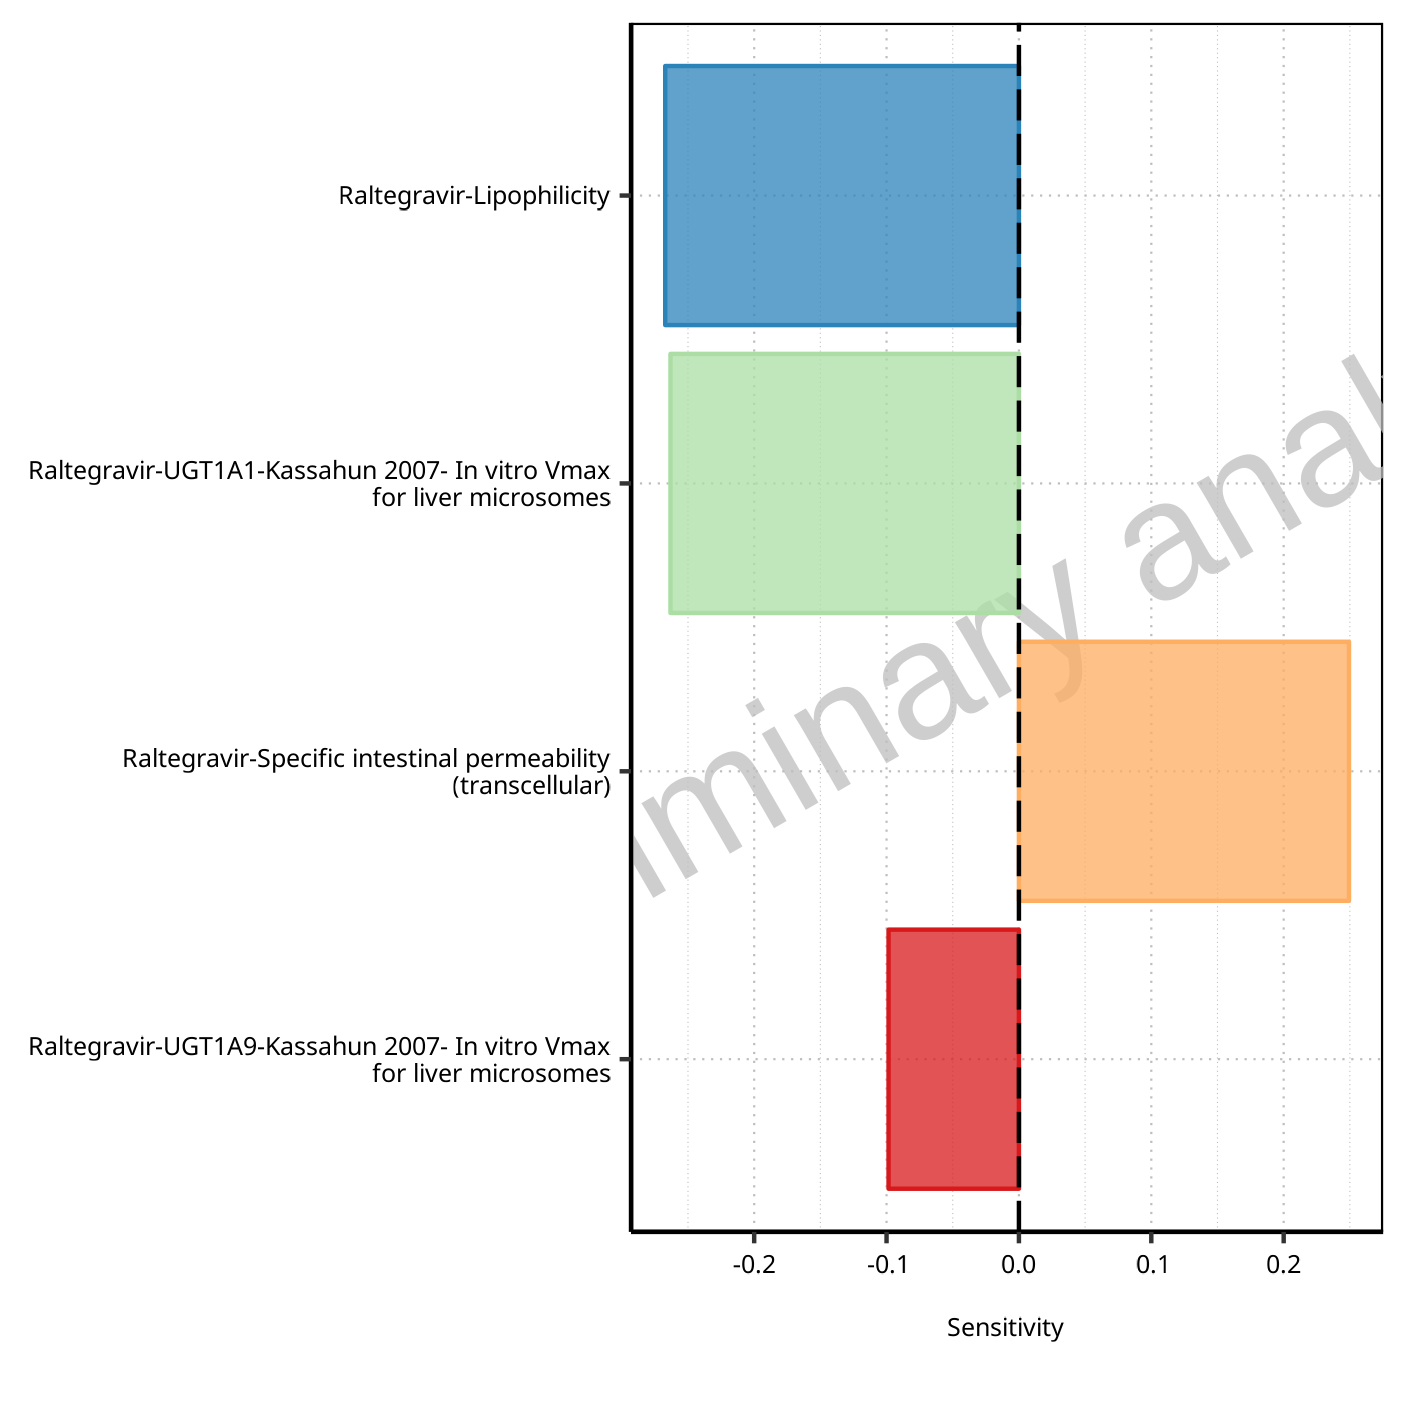 Raltegravir-Lipophilicity
Raltegravir-UGT1A1-Kassahun 2007- In vitro Vmax
for liver microsomes
Raltegravir-Specific intestinal permeability
(transcellular)
Raltegravir-UGT1A9-Kassahun 2007- In vitro Vmax
for liver microsomes
minary anal
-0.2 -0.1 0.0 0.1 0.2
Sensitivity